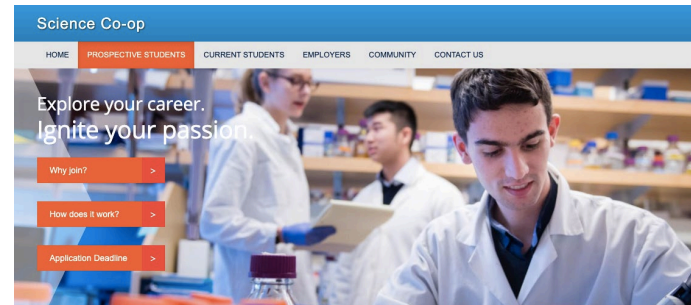 Science Co-op
HOME PROSPECTIVE STUDENTS CURRENT STUDENTS EMPLOYERS COMMUNITY CONTACT US
Explore your career.
Ignite your passion.
Why join? >
How does it work? >
Application Deadline >